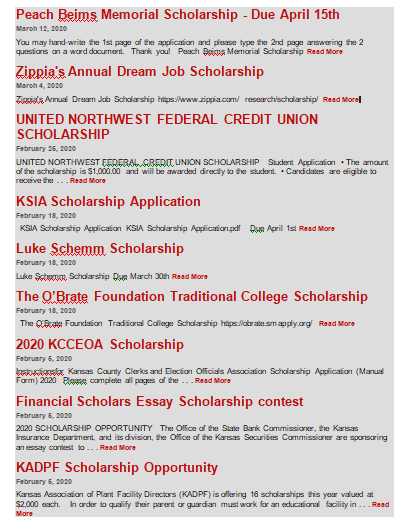 Peach Beims Memorial Scholarship - Due April 15th
March 12, 2020
You may hand-write the 1st page of the application and please type the 2nd page answering the 2
questions on a word document. Thank you! Peach Beims Memorial Scholarship Read More
Zippia's Annual Dream Job Scholarship
March 4, 2020
Zippia's Annual Dream Job Scholarship https://www.zippia.com/ research/scholarship/ Read More
UNITED NORTHWEST FEDERAL CREDIT UNION
SCHOLARSHIP
February 25, 2020
UNITED NORTHWEST FEDERAL CREDIT UNION SCHOLARSHIP Student Application • The amount
of the scholarship is $1,000.00 and will be awarded directly to the student. • Candidates are eligible to
receive the . . . Read More
KSIA Scholarship Application
February 18, 2020
KSIA Scholarship Application KSIA Scholarship Application.pdf Due April 1st Read More
Luke Schemm Scholarship
February 18, 2020
Luke Schemm Scholarship Due March 30th Read More
The O'Brate Foundation Traditional College Scholarship
February 18, 2020
The O'Brate Foundation Traditional College Scholarship https://obrate.smapply.org/ Read More
2020 KCCEOA Scholarship
February 5, 2020
Instructionsfor Kansas County Clerks and Election Officials Association Scholarship Application (Manual
Form) 2020 Please complete all pages of the . . . Read More
Financial Scholars Essay Scholarship contest
February 5, 2020
2020 SCHOLARSHIP OPPORTUNITY The Office of the State Bank Commissioner, the Kansas
Insurance Department, and its division, the Office of the Kansas Securities Commissioner are sponsoring
an essay contest to . . . Read More
KADPF Scholarship Opportunity
February 5, 2020
Kansas Association of Plant Facility Directors (KADPF) is offering 16 scholarships this year valued at
$2,000 each. In order to qualify their parent or guardian must work for an educational facility in . . . Read
More